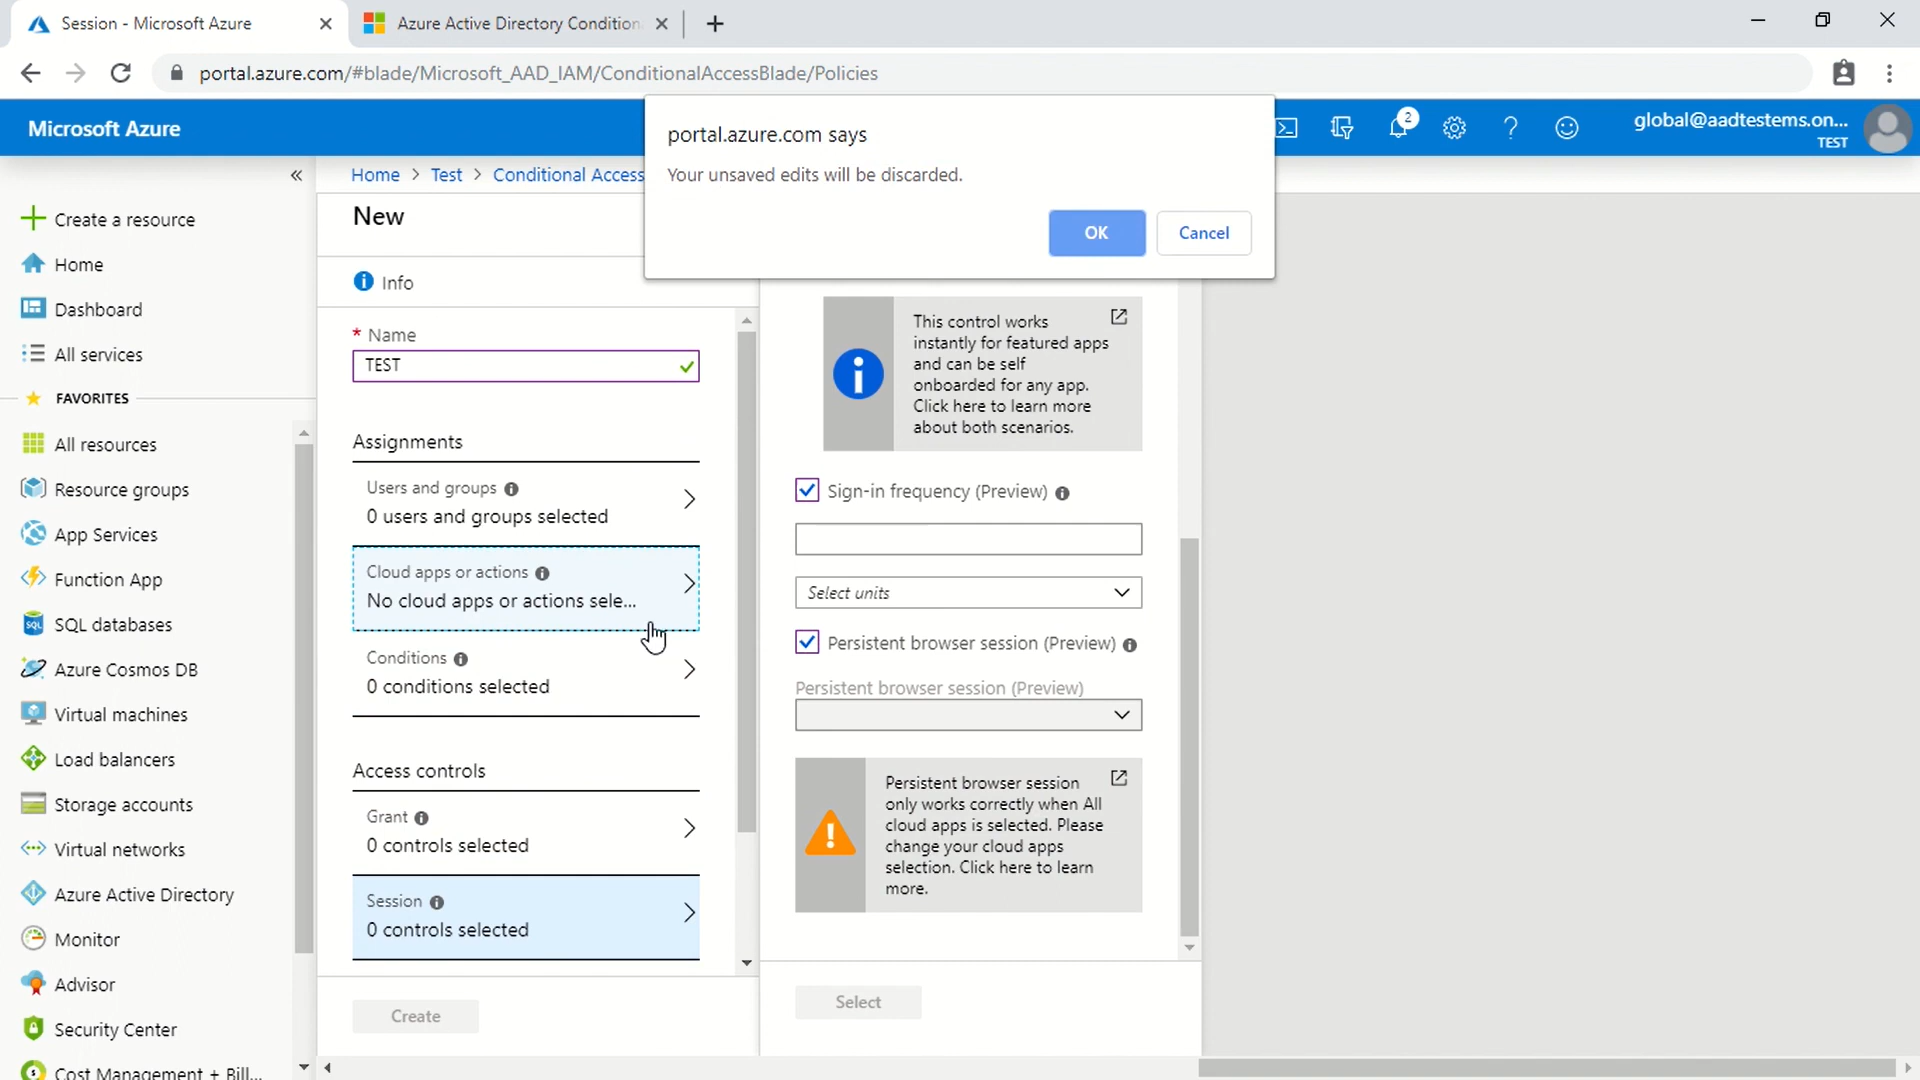 Session - Microsoft Azure
Azure Active Directory Condition
portal.azure.com/#blade/Microsoft_AAD_IAM/ConditionalAccessBlade/Policies
Microsoft Azure
2
global@aadtestems.on...
TEST
portal.azure.com says
Your unsaved edits will be discarded.
OK
Cancel
Home > Test > Conditional Access
Create a resource
Home
Dashboard
All services
FAVORITES
All resources
Resource groups
App Services
Function App
SQL databases
SQL
Azure Cosmos DB
Virtual machines
Load balancers
Storage accounts
Virtual networks
Azure Active Directory
Monitor
Advisor
Security Center
Cost Management + Bill...
New
Info
* Name
TEST
Assignments
Users and groups
0 users and groups selected
Cloud apps or actions
No cloud apps or actions sele...
Conditions
0 conditions selected
Access controls
Grant
0 controls selected
Session
0 controls selected
Create
This control works
instantly for featured apps
and can be self
onboarded for any app.
Click here to learn more
about both scenarios.
Sign-in frequency (Preview)
Select units
Persistent browser session (Preview)
Persistent browser session (Preview)
Persistent browser session
only works correctly when All
cloud apps is selected. Please
change your cloud apps
selection. Click here to learn
more.
Select